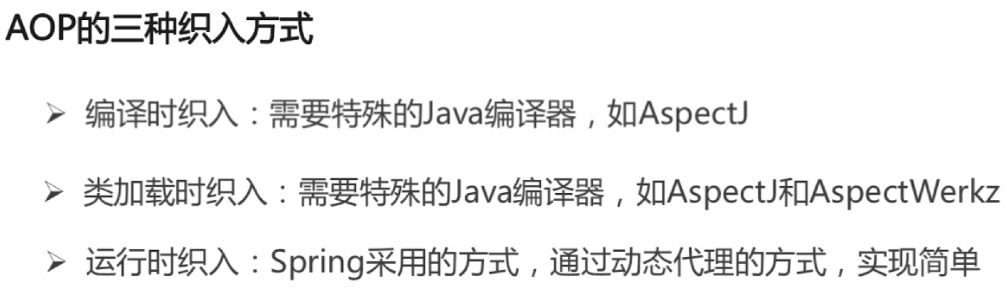 AOP的三种织入方式
➢ 编译时织入：需要特殊的Java编译器，如AspectJ
➢ 类加载时织入：需要特殊的Java编译器，如AspectJ和AspectWerkz
➢ 运行时织入：Spring采用的方式，通过动态代理的方式，实现简单